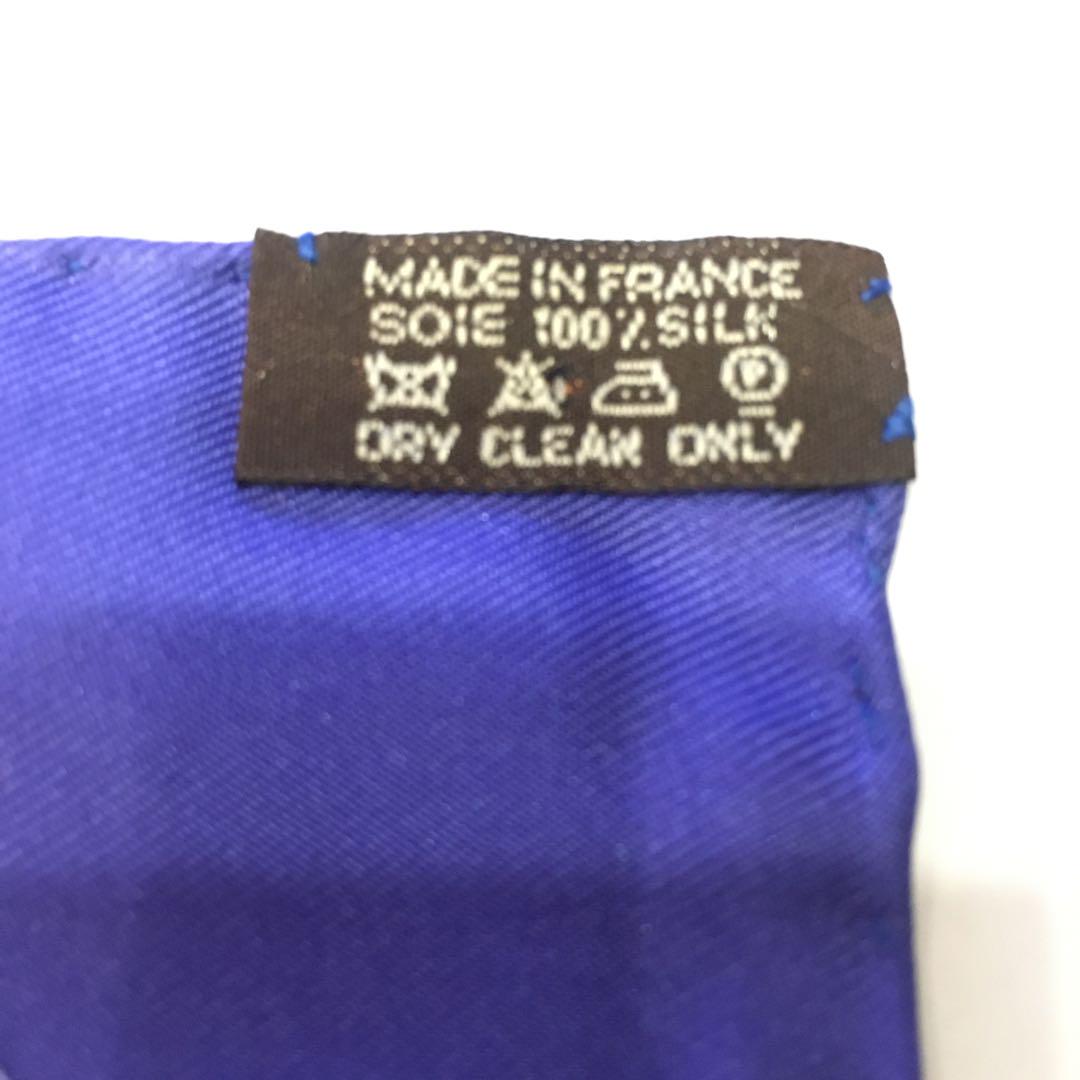 MADE IN FRANCE
SOIE 100% SILK
P
DRY CLEAN ONLY